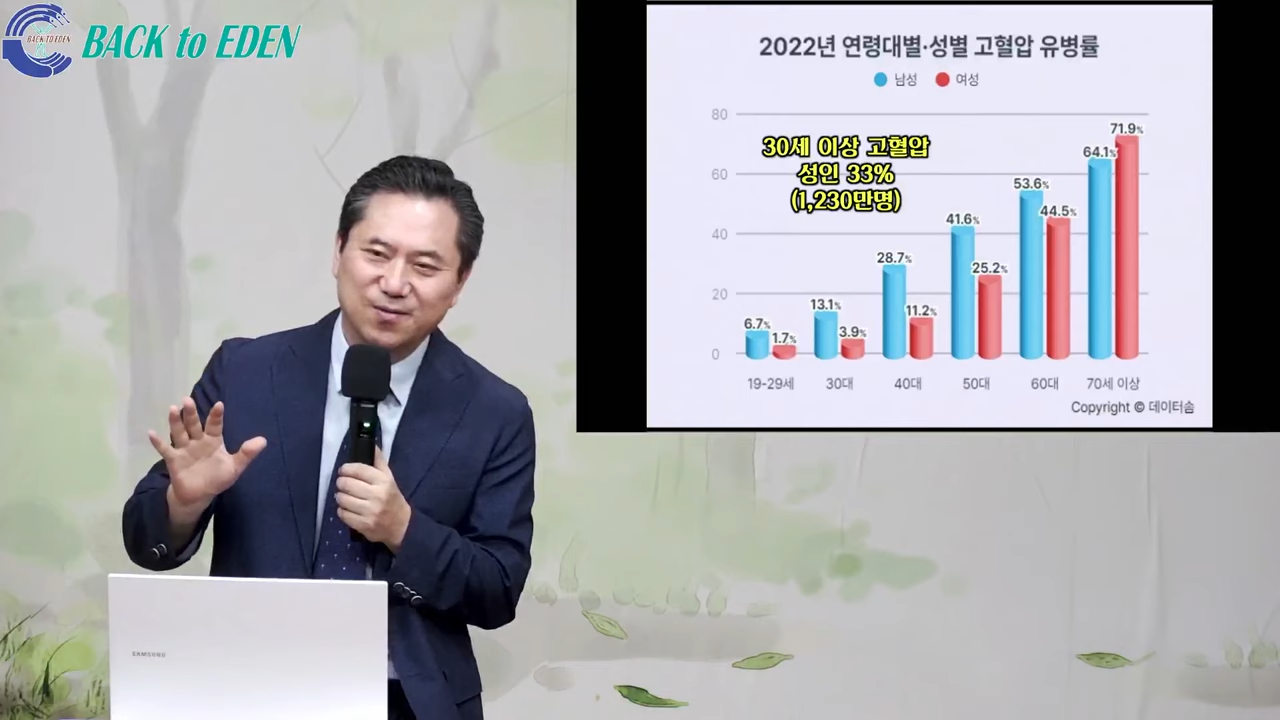 BACK TO EDEN
BACK to EDEN
2022년 연령대별·성별 고혈압 유병률
남성 여성
80
60
40
20
0
30세 이상 고혈압
성인 33%
(1,230만명)
6.7% 1.7%
13.1% 3.9%
28.7% 11.2%
41.6% 25.2%
53.6% 44.5%
64.1% 71.9%
19-29세 30대 40대 50대 60대 70세 이상
Copyright © 데이터솜
SAMSUNG